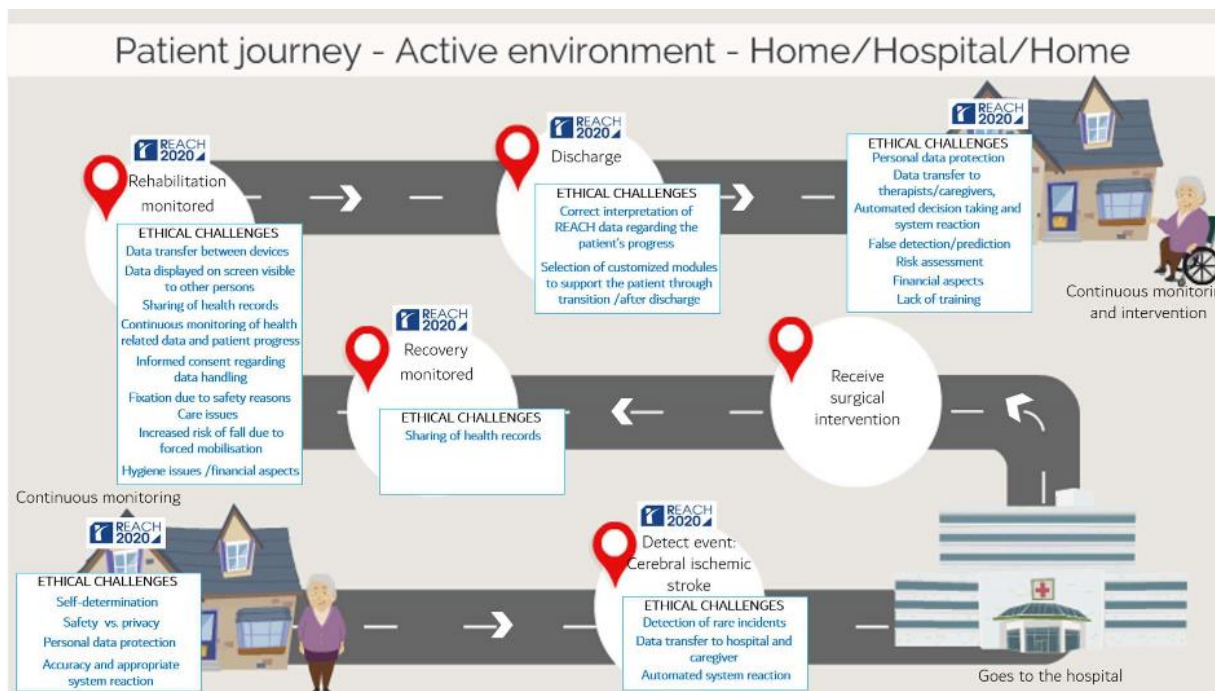 Patient journey - Active environment - Home/Hospital/Home
REACH
2020
Rehabilitation
monitored
ETHICAL CHALLENGES
Data transfer between devices
Data displayed on screen visible
to other persons
Sharing of health records
Continuous monitoring of health
related data and patient progress
Informed consent regarding
data handling
Fixation due to safety reasons
Care issues
Increased risk of fall due to
forced mobilisation
Hygiene issues /financial aspects
REACH
2020
Discharge
ETHICAL CHALLENGES
Correct interpretation of
REACH data regarding the
patient's progress
Selection of customized modules
to support the patient through
transition /after discharge
REACH
2020
ETHICAL CHALLENGES
Personal data protection
Data transfer to
therapists/caregivers,
Automated decision taking and
system reaction
False detection/prediction
Risk assessment
Financial aspects
Lack of training
Continuous monitorin
and intervention
REACH
2020
Recovery
monitored
ETHICAL CHALLENGES
Sharing of health records
Receive
surgical
intervention
Continuous monitoring
REACH
2020
ETHICAL CHALLENGES
Self-determination
Safety vs. privacy
Personal data protection
Accuracy and appropriate
system reaction
REACH
2020
Detect event:
Cerebral ischemic
stroke
ETHICAL CHALLENGES
Detection of rare incidents
Data transfer to hospital and
caregiver
Automated system reaction
Goes to the hospital